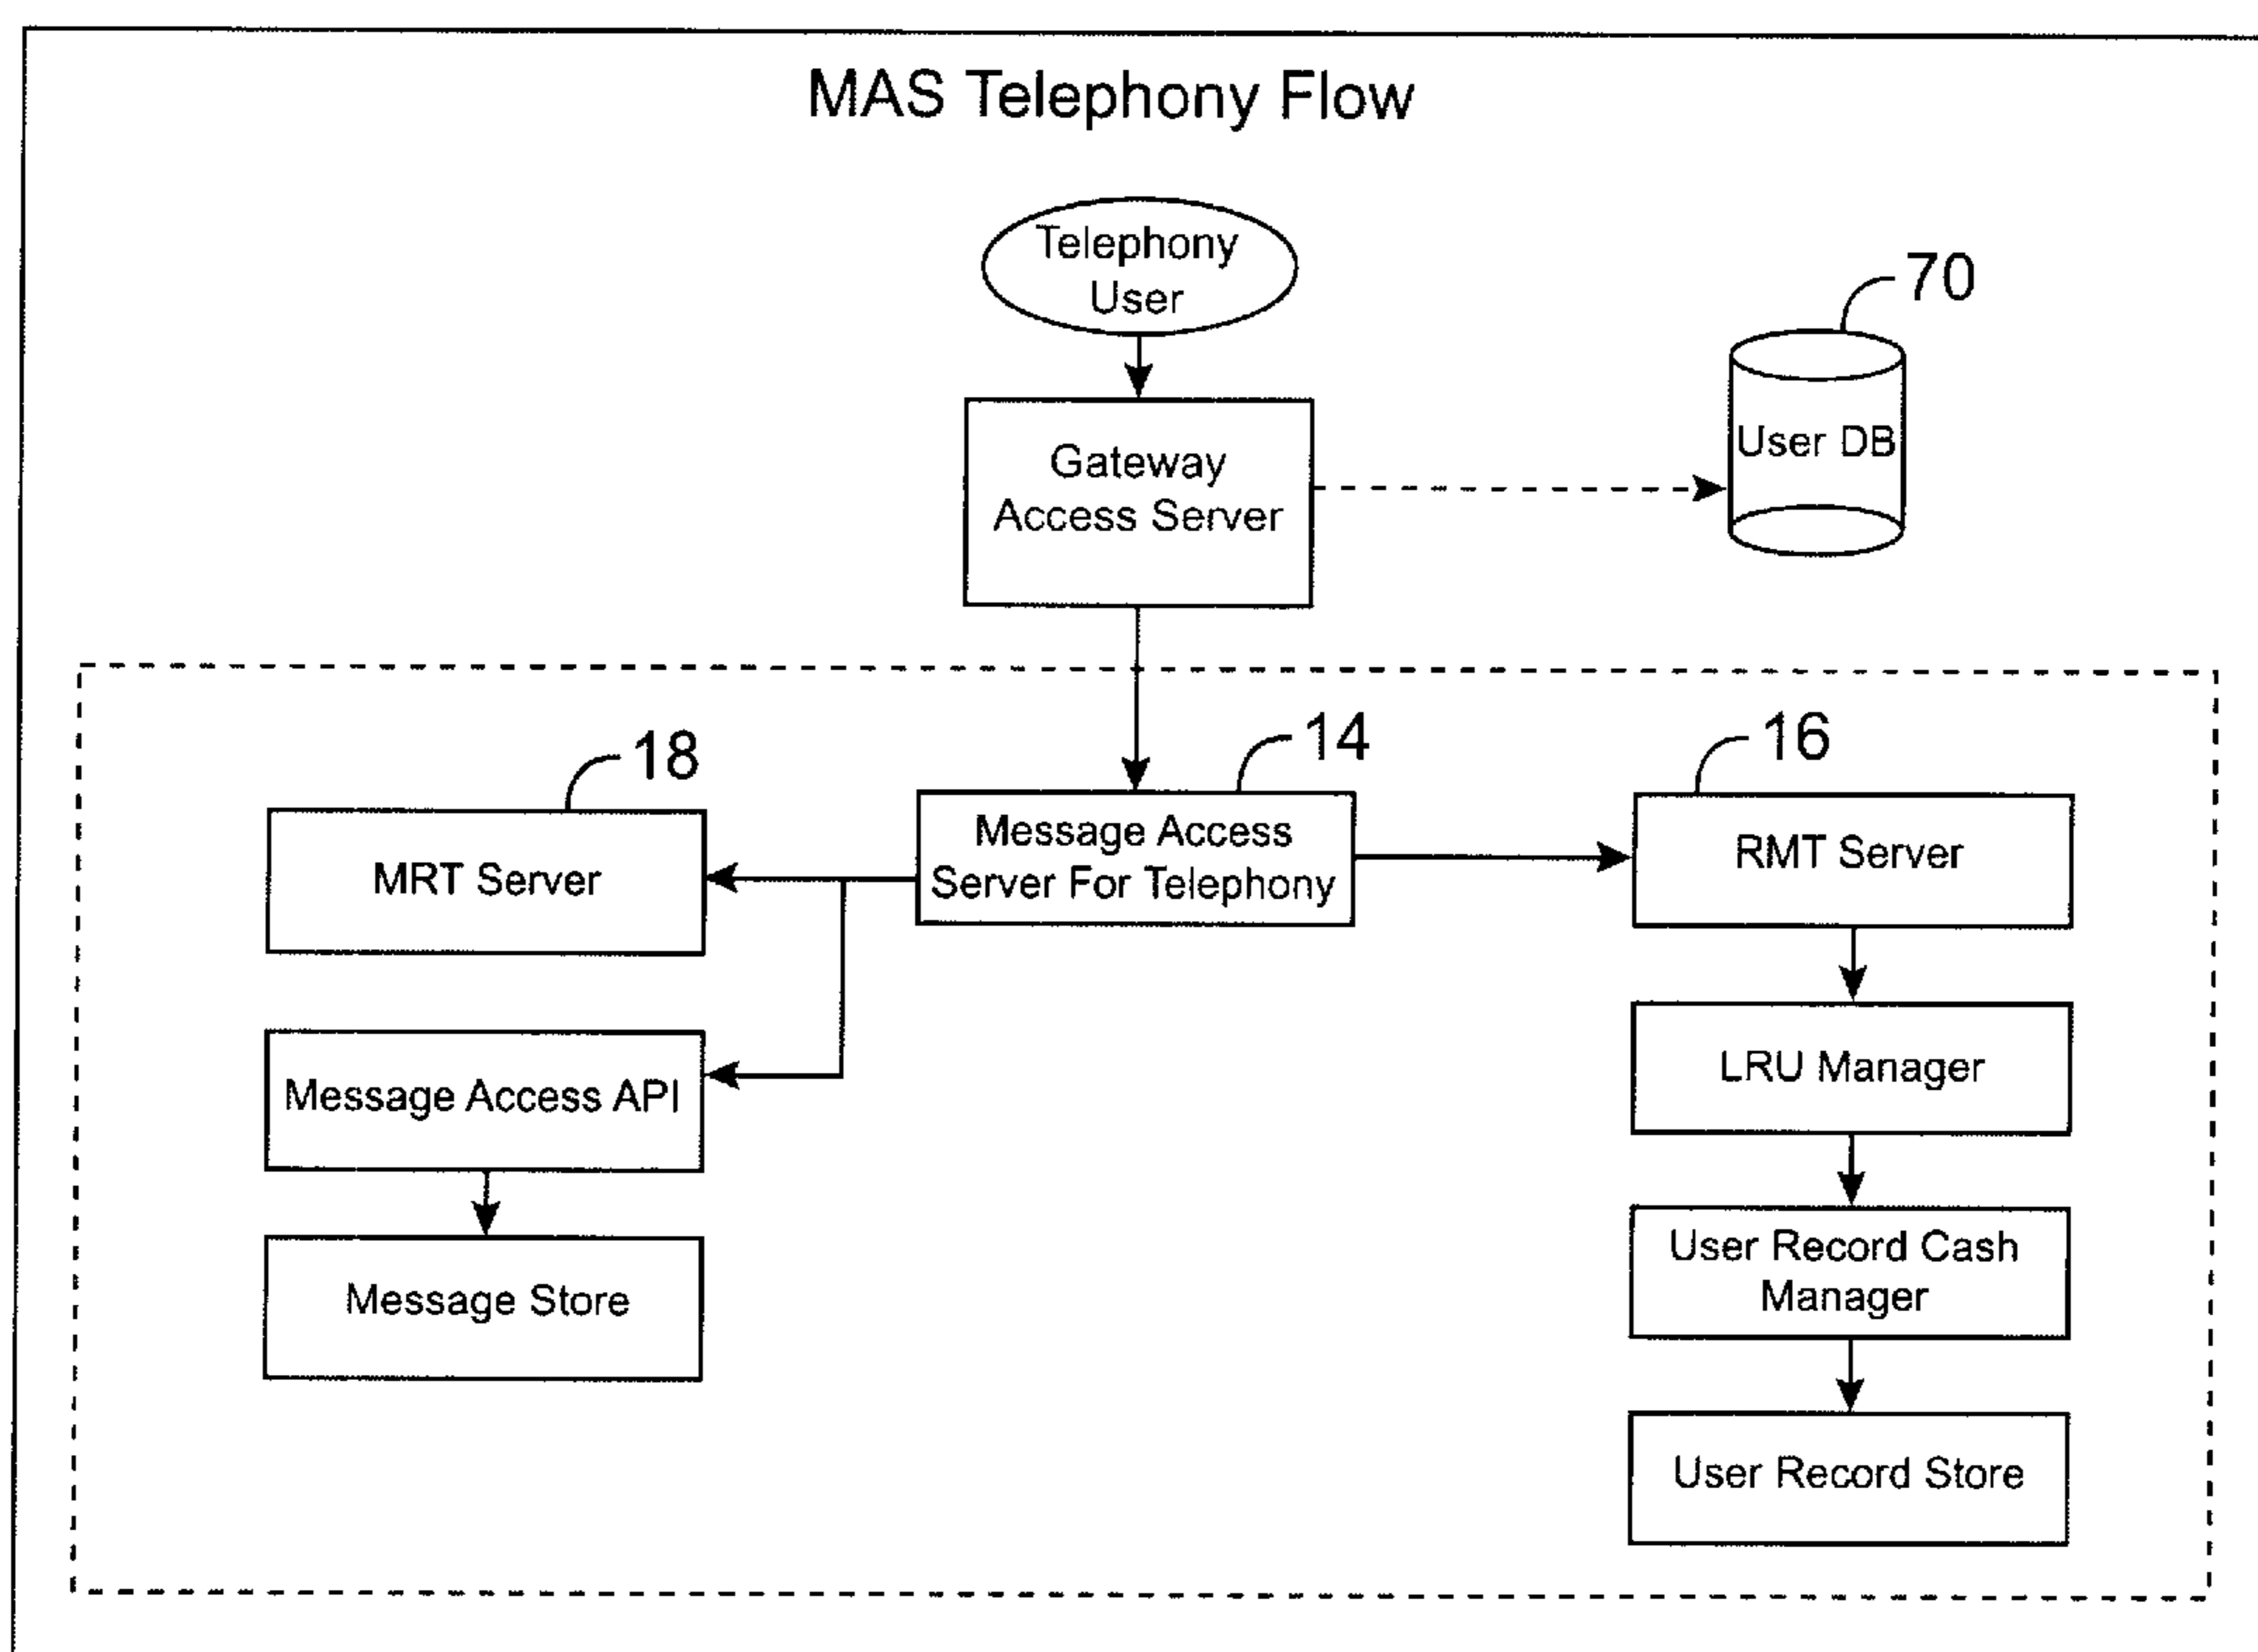 MAS Telephony Flow
Telephony
User
70
User DB
Gateway
Access Server
18
14
16
MRT Server
Message Access
Server For Telephony
RMT Server
Message Access API
LRU Manager
Message Store
User Record Cash
Manager
User Record Store